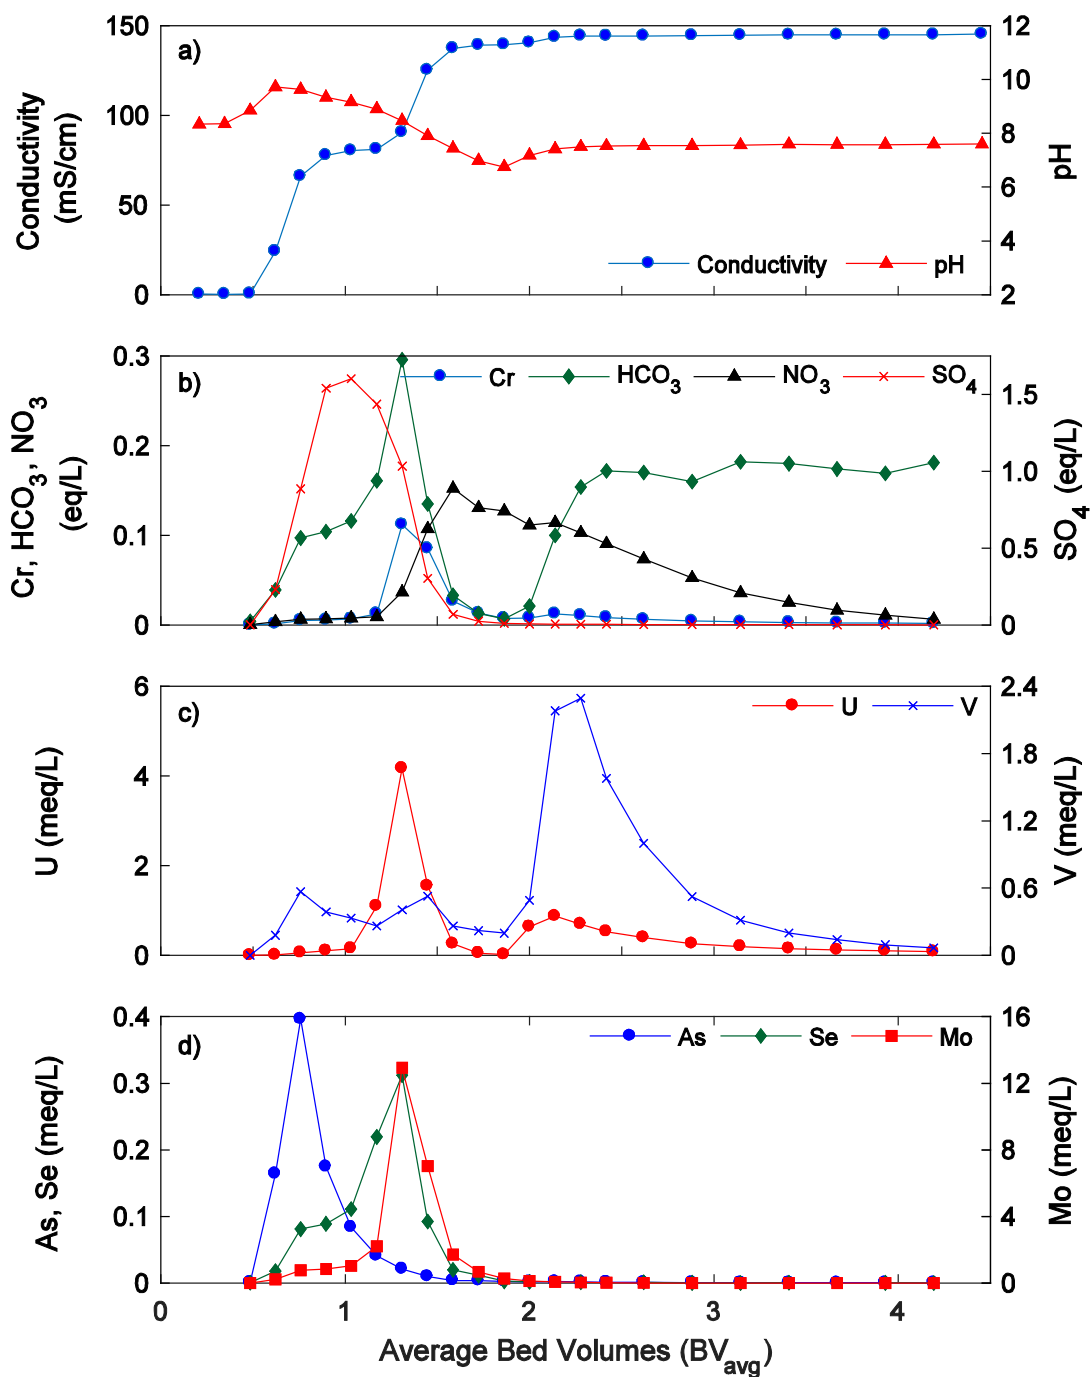 a)
150
100
50
0
Conductivity
(mS/cm)
12
10
8
6
4
2
pH
Conductivity pH
b)
0.3
0.2
0.1
0
Cr, HCO3, NO3
(eq/L)
Cr HCO3 NO3 SO4
1.5
1.0
0.5
0
SO4 (eq/L)
c)
6
4
2
0
U (meq/L)
U V
2.4
1.8
1.2
0.6
0
V (meq/L)
d)
0.4
0.3
0.2
0.1
0
As, Se (meq/L)
As Se Mo
16
12
8
4
0
Mo (meq/L)
0 1 2 3 4
Average Bed Volumes (BVavg)